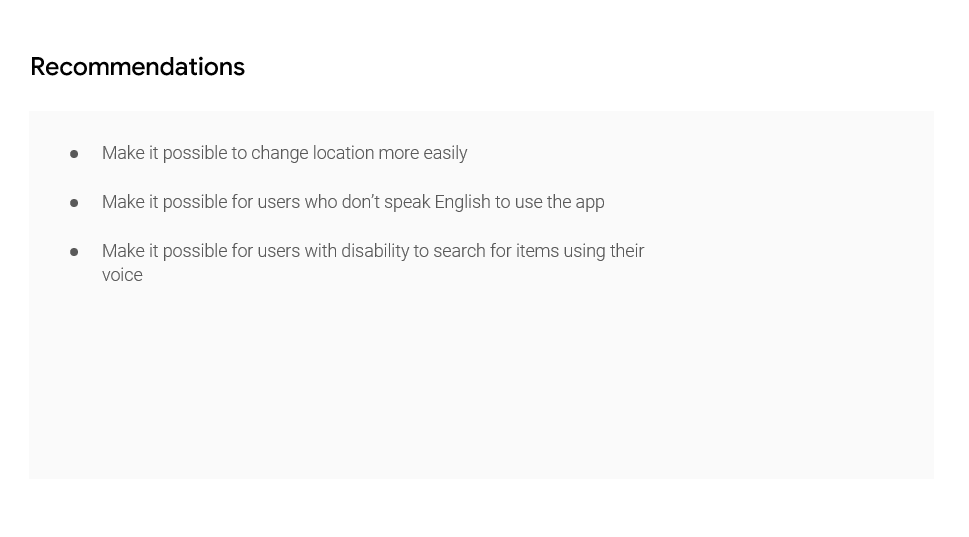 Recommendations
● Make it possible to change location more easily
● Make it possible for users who don’t speak English to use the app
● Make it possible for users with disability to search for items using their
voice